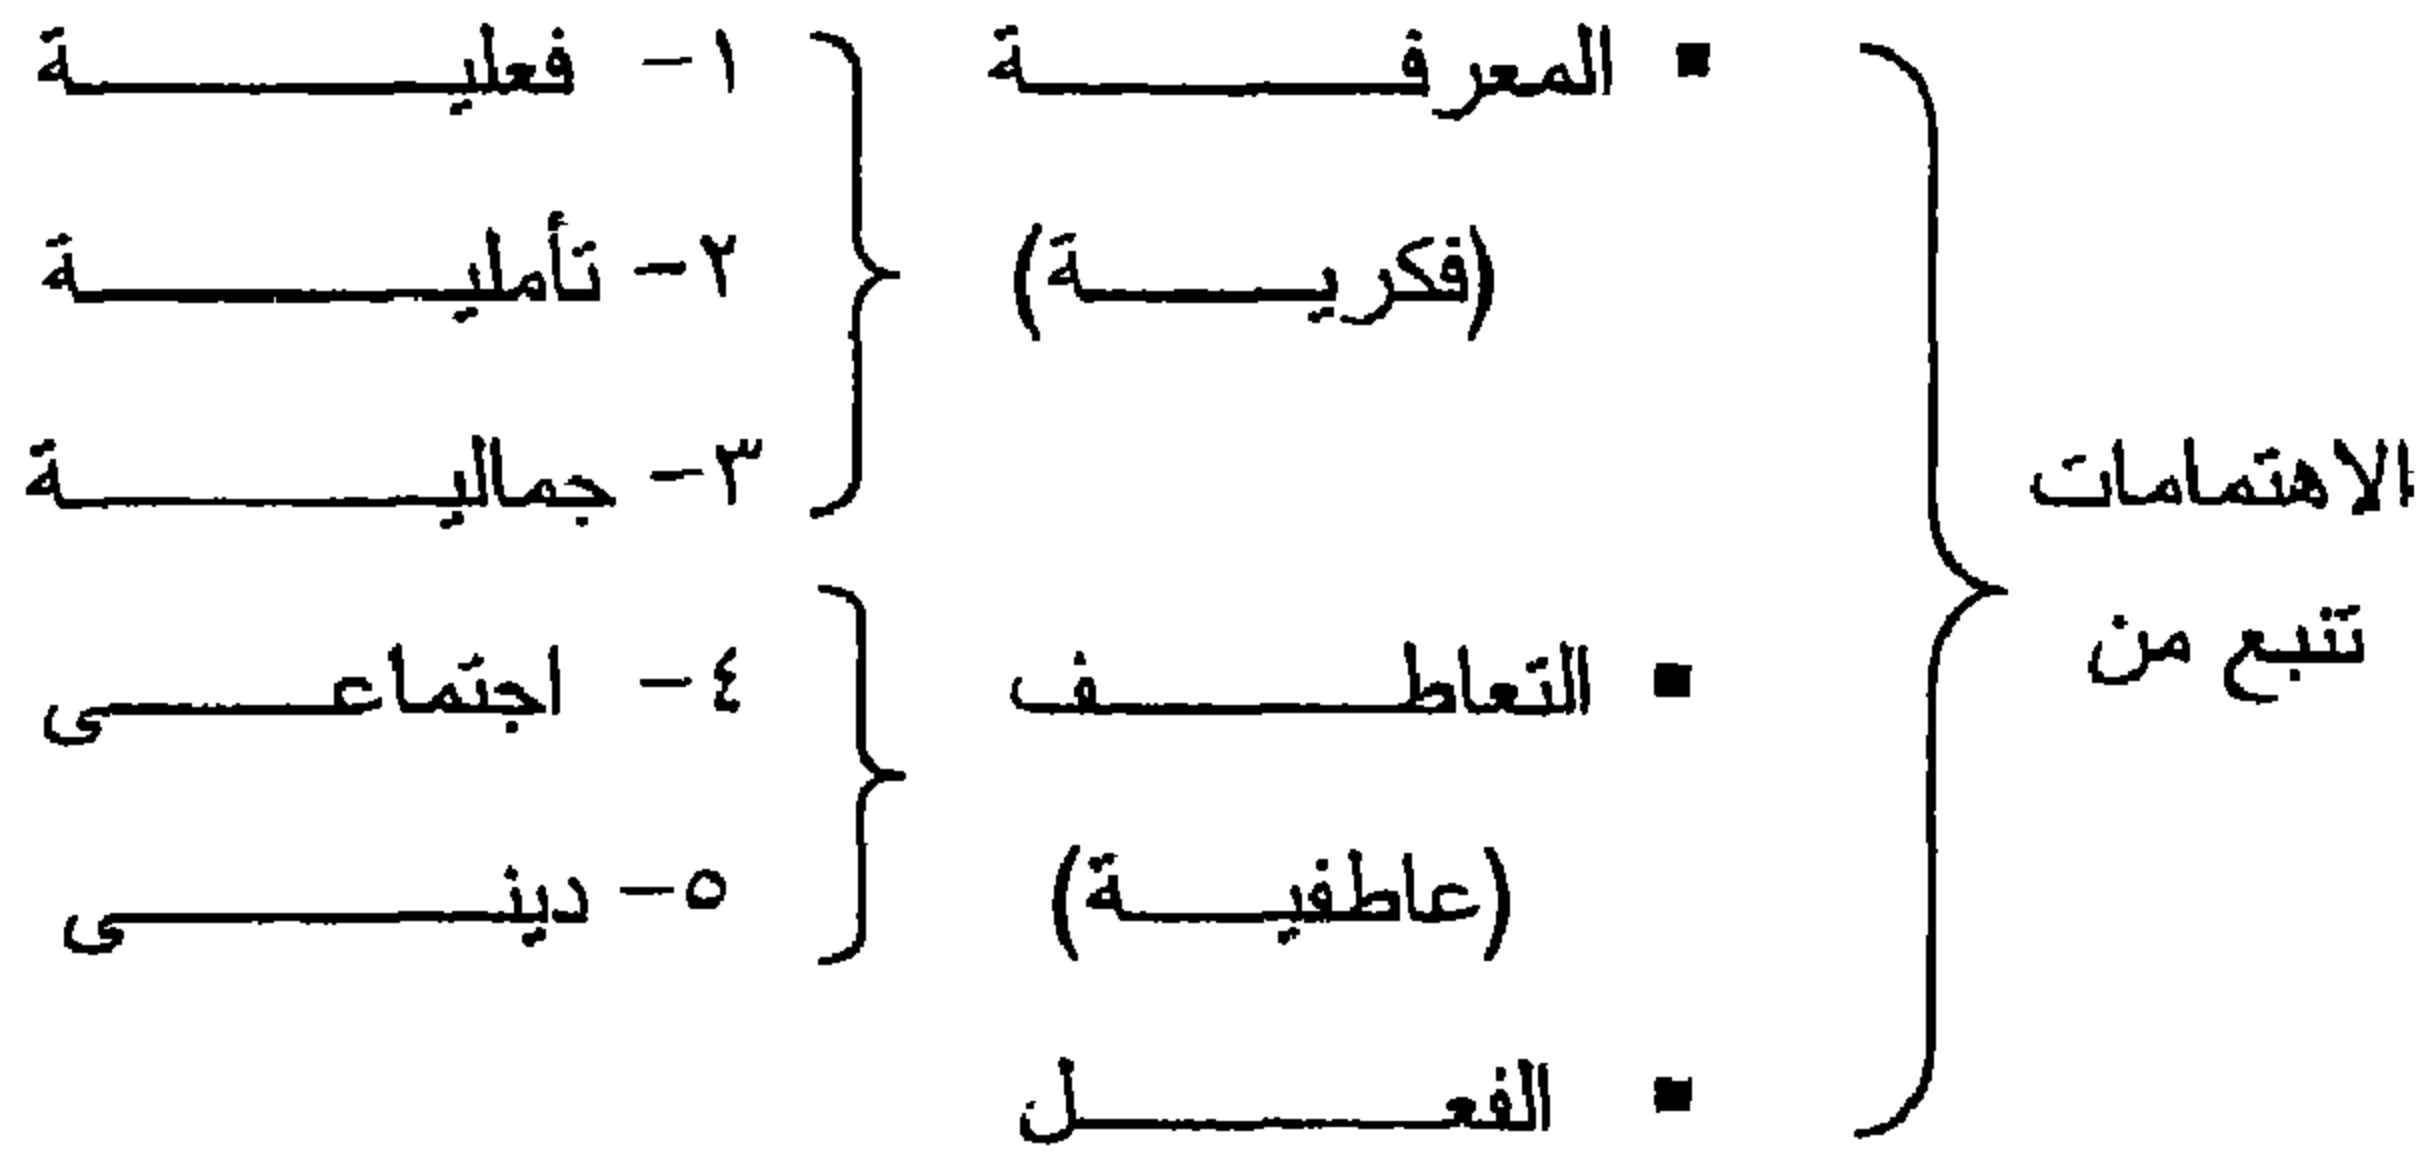 ▪ المعرفة
١- فعلية
(فكرية)
٢- تأملية
٣- جمالية
الاهتمامات
تنبع من
▪ التعاطف
٤- اجتماعى
(عاطفية)
٥- دينى
▪ الفعل